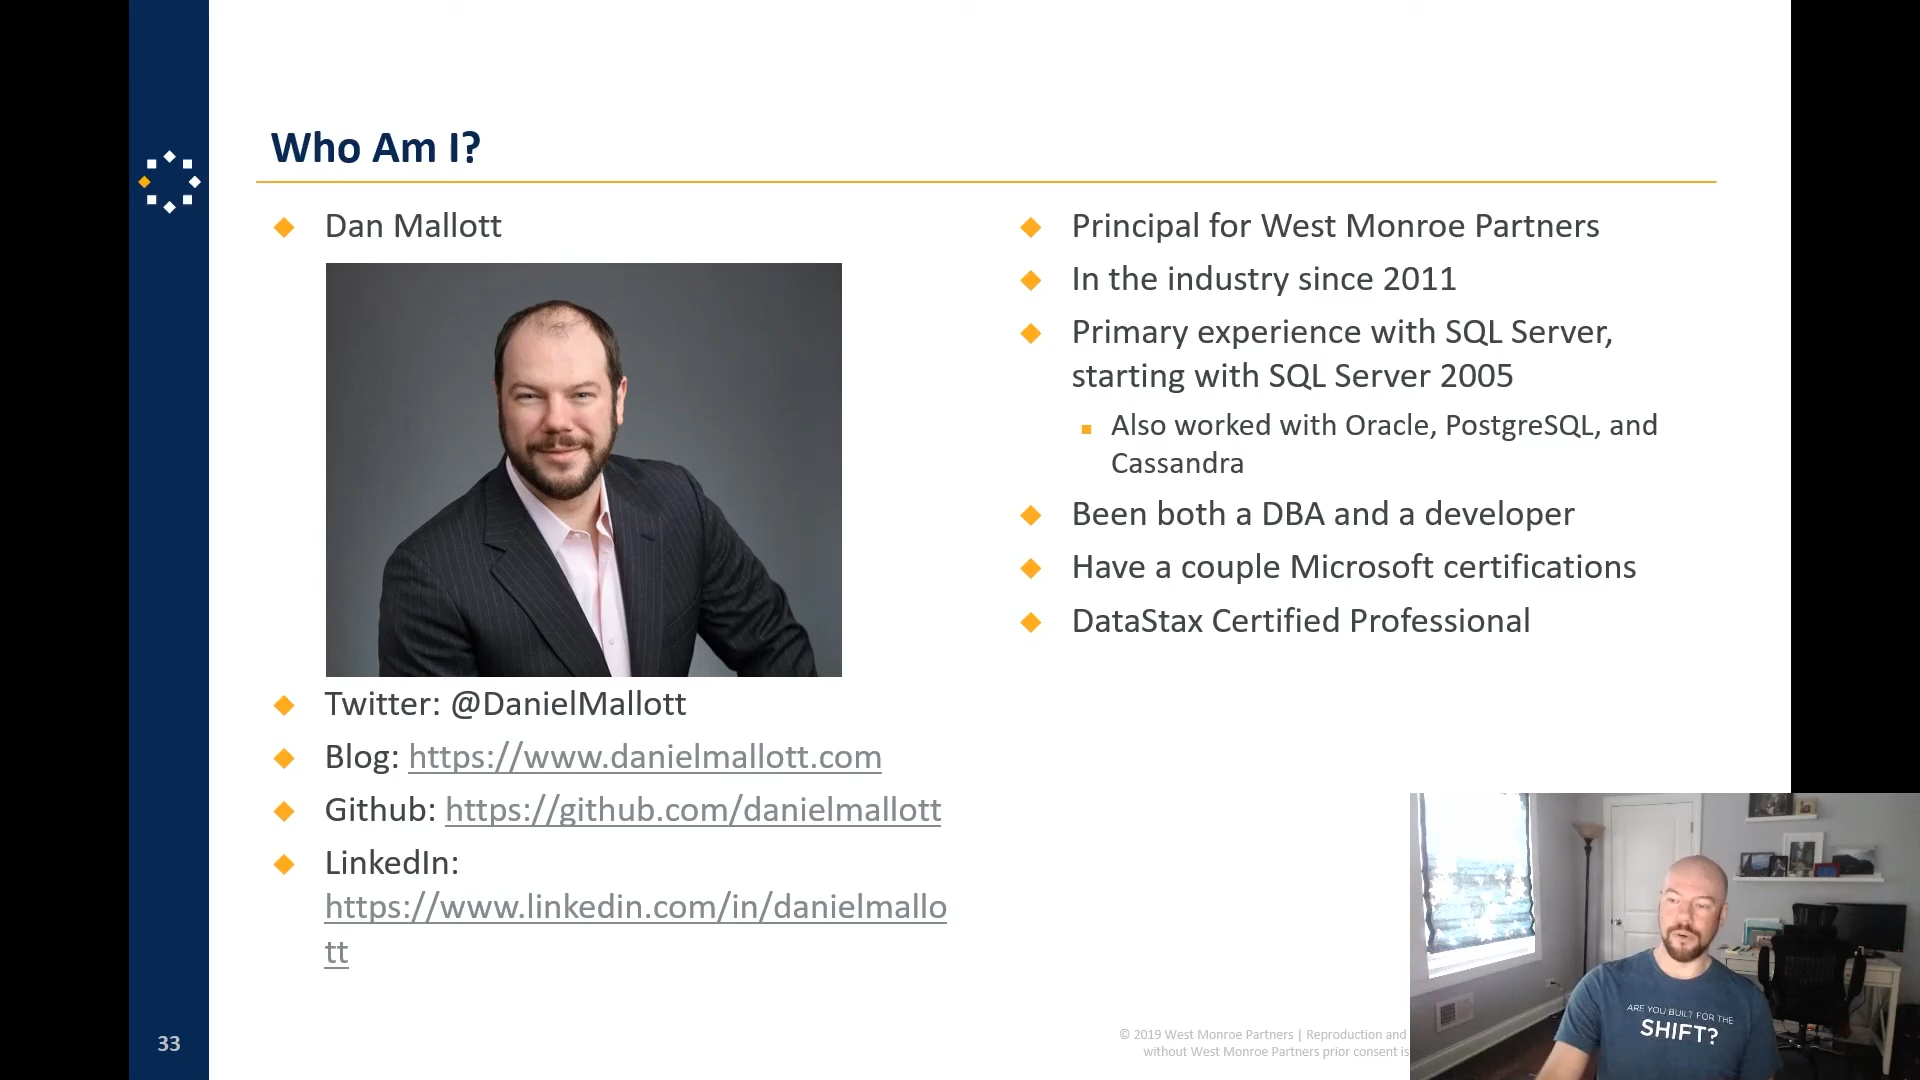 Who Am I?
Dan Mallott
Twitter: @DanielMallott
Blog: https://www.danielmallott.com
Github: https://github.com/danielmallott
LinkedIn:
https://www.linkedin.com/in/danielmallo
tt
Principal for West Monroe Partners
In the industry since 2011
Primary experience with SQL Server,
starting with SQL Server 2005
Also worked with Oracle, PostgreSQL, and
Cassandra
Been both a DBA and a developer
Have a couple Microsoft certifications
DataStax Certified Professional
33
© 2019 West Monroe Partners | Reproduction and
without West Monroe Partners prior consent is
ARE YOU BUILT FOR THE
SHIFT?